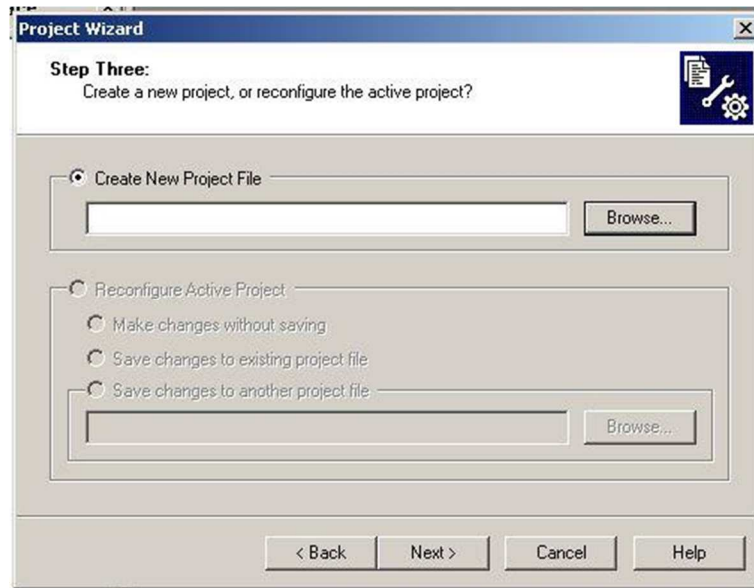 Project Wizard
Step Three:
Create a new project, or reconfigure the active project?
Create New Project File
Browse...
Reconfigure Active Project
Make changes without saving
Save changes to existing project file
Save changes to another project file
Browse...
< Back
Next >
Cancel
Help